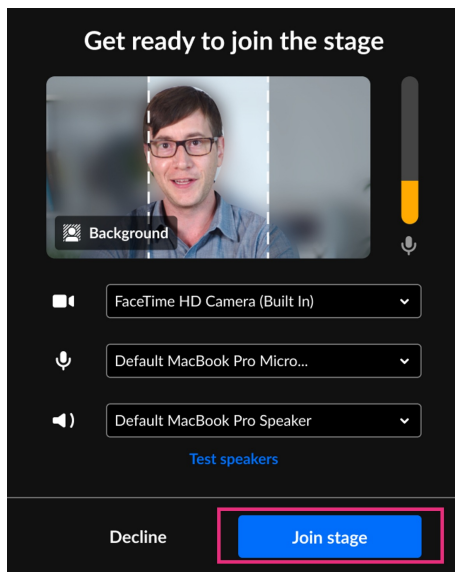 Get ready to join the stage
Background
FaceTime HD Camera (Built In)
Default MacBook Pro Micro...
Default MacBook Pro Speaker
Test speakers
Decline
Join stage